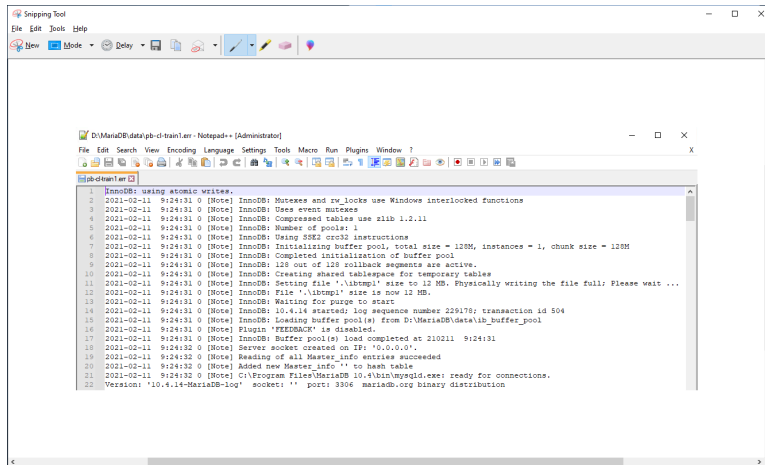 Snipping Tool
File Edit Tools Help
New Mode Delay
D:\MariaDB\data\pb-cl-train1.err - Notepad++ [Administrator]
File Edit Search View Encoding Language Settings Tools Macro Run Plugins Window ? X
pb-cl-train1.err
1 InnoDB: using atomic writes.
2 2021-02-11 9:24:31 0 [Note] InnoDB: Mutexes and rw_locks use Windows interlocked functions
3 2021-02-11 9:24:31 0 [Note] InnoDB: Uses event mutexes
4 2021-02-11 9:24:31 0 [Note] InnoDB: Compressed tables use zlib 1.2.11
5 2021-02-11 9:24:31 0 [Note] InnoDB: Number of pools: 1
6 2021-02-11 9:24:31 0 [Note] InnoDB: Using SSE2 crc32 instructions
7 2021-02-11 9:24:31 0 [Note] InnoDB: Initializing buffer pool, total size = 128M, instances = 1, chunk size = 128M
8 2021-02-11 9:24:31 0 [Note] InnoDB: Completed initialization of buffer pool
9 2021-02-11 9:24:31 0 [Note] InnoDB: 128 out of 128 rollback segments are active.
10 2021-02-11 9:24:31 0 [Note] InnoDB: Creating shared tablespace for temporary tables
11 2021-02-11 9:24:31 0 [Note] InnoDB: Setting file '.\ibtmp1' size to 12 MB. Physically writing the file full; Please wait ...
12 2021-02-11 9:24:31 0 [Note] InnoDB: File '.\ibtmp1' size is now 12 MB.
13 2021-02-11 9:24:31 0 [Note] InnoDB: Waiting for purge to start
14 2021-02-11 9:24:31 0 [Note] InnoDB: 10.4.14 started; log sequence number 229178; transaction id 504
15 2021-02-11 9:24:31 0 [Note] InnoDB: Loading buffer pool(s) from D:\MariaDB\data\ib_buffer_pool
16 2021-02-11 9:24:31 0 [Note] Plugin 'FEEDBACK' is disabled.
17 2021-02-11 9:24:31 0 [Note] InnoDB: Buffer pool(s) load completed at 210211 9:24:31
18 2021-02-11 9:24:32 0 [Note] Server socket created on IP: '0.0.0.0'.
19 2021-02-11 9:24:32 0 [Note] Reading of all Master_info entries succeeded
20 2021-02-11 9:24:32 0 [Note] Added new Master_info '' to hash table
21 2021-02-11 9:24:32 0 [Note] C:\Program Files\MariaDB 10.4\bin\mysqld.exe: ready for connections.
22 Version: '10.4.14-MariaDB-log' socket: '' port: 3306 mariadb.org binary distribution